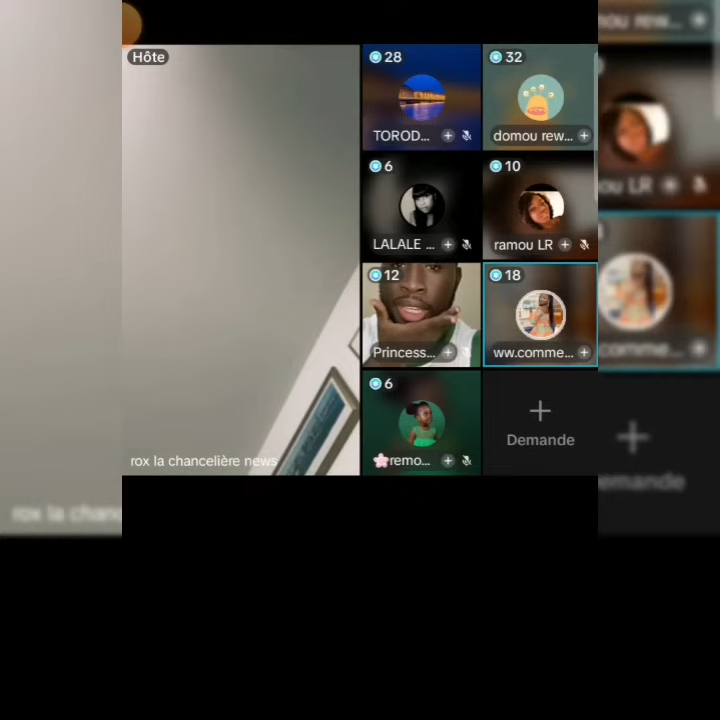 Hôte
28
32
TOROD...
domou rew...
6
10
LALALE ...
ramou LR
12
18
Princess...
ww.comme...
6
Demande
🌸remo...
rox la chancelière news